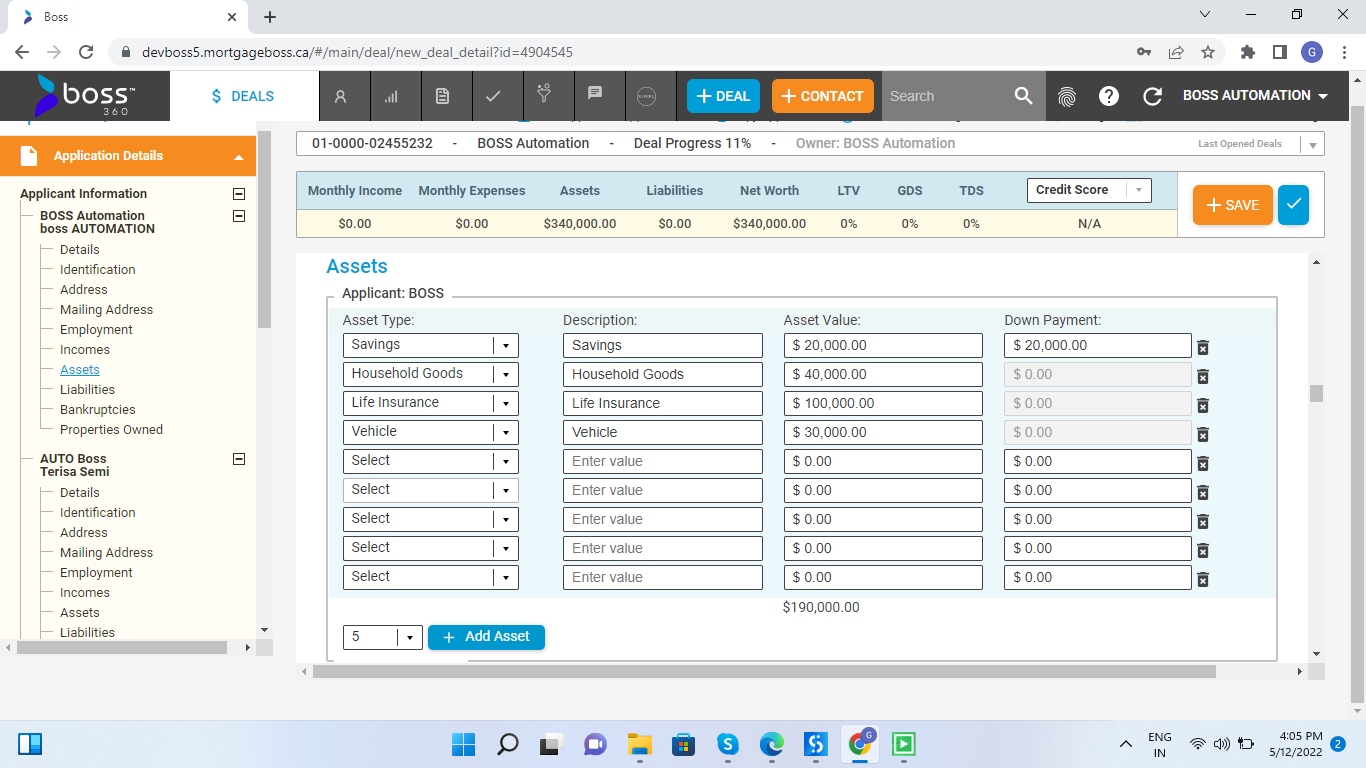 Boss
devboss5.mortgageboss.ca/#/main/deal/new_deal_detail?id=4904545
G
boss™
360
$ DEALS
+ DEAL
+ CONTACT
Search
BOSS AUTOMATION
Application Details
Applicant Information
BOSS Automation
boss AUTOMATION
Details
Identification
Address
Mailing Address
Employment
Incomes
Assets
Liabilities
Bankruptcies
Properties Owned
AUTO Boss
Terisa Semi
Details
Identification
Address
Mailing Address
Employment
Incomes
Assets
Liabilities
01-0000-02455232 - BOSS Automation - Deal Progress 11% - Owner: BOSS Automation
Last Opened Deals
Monthly Income Monthly Expenses Assets Liabilities Net Worth LTV GDS TDS Credit Score
$0.00 $0.00 $340,000.00 $0.00 $340,000.00 0% 0% 0% N/A
+ SAVE
Assets
Applicant: BOSS
Asset Type: Description: Asset Value: Down Payment:
Savings Savings $ 20,000.00 $ 20,000.00
Household Goods Household Goods $ 40,000.00 $ 0.00
Life Insurance Life Insurance $ 100,000.00 $ 0.00
Vehicle Vehicle $ 30,000.00 $ 0.00
Select Enter value $ 0.00 $ 0.00
Select Enter value $ 0.00 $ 0.00
Select Enter value $ 0.00 $ 0.00
Select Enter value $ 0.00 $ 0.00
Select Enter value $ 0.00 $ 0.00
$190,000.00
5 + Add Asset
G
ENG
IN
4:05 PM
5/12/2022
2